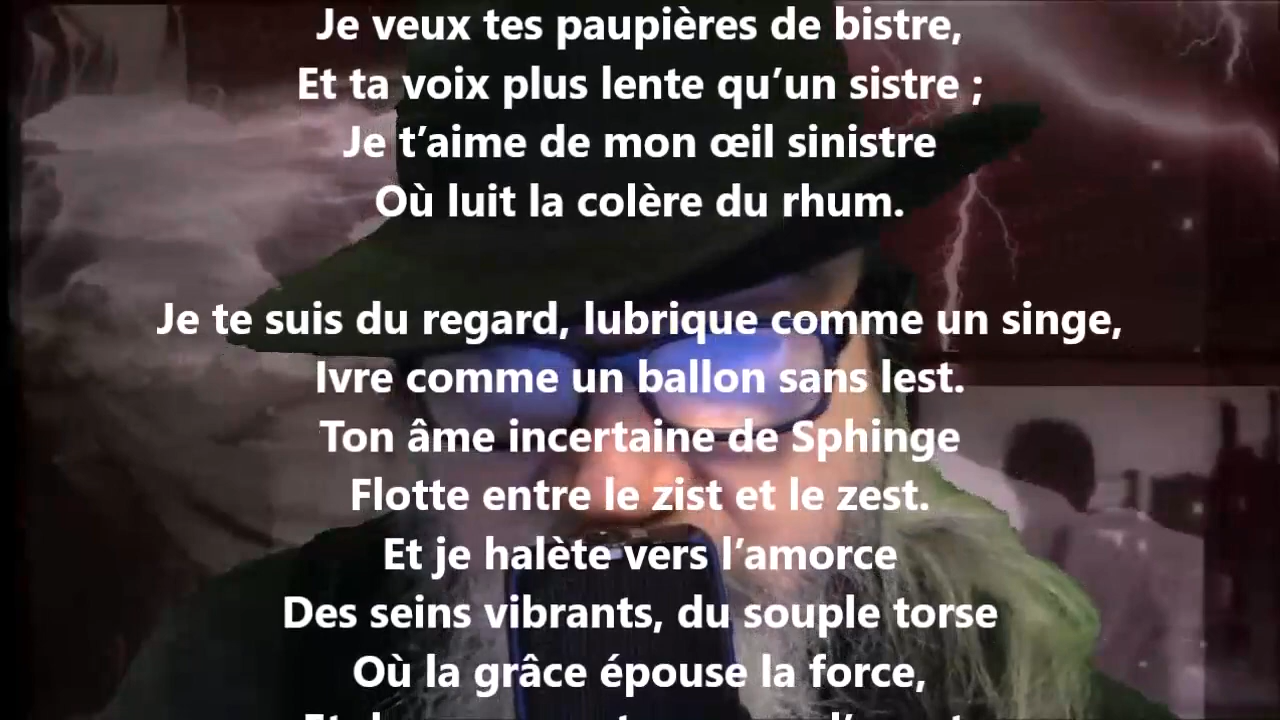 Je veux tes paupières de bistre,
Et ta voix plus lente qu’un sistre ;
Je t’aime de mon œil sinistre
Où luit la colère du rhum.
Je te suis du regard, lubrique comme un singe,
Ivre comme un ballon sans lest.
Ton âme incertaine de Sphinge
Flotte entre le zist et le zest.
Et je halète vers l’amorce
Des seins vibrants, du souple torse
Où la grâce épouse la force,